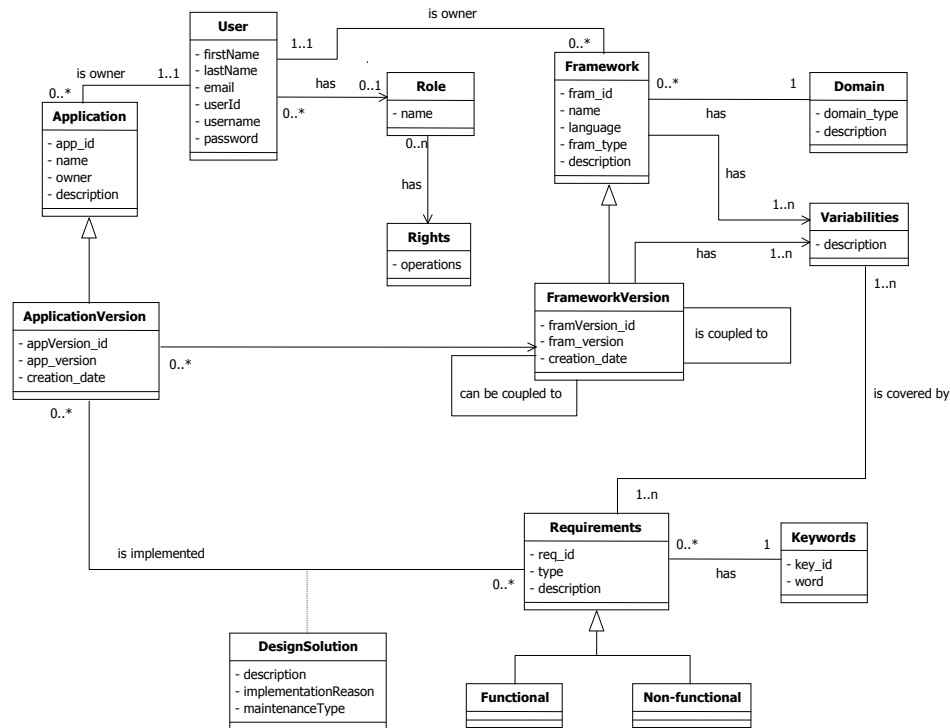 User
- firstName
- lastName
- email
- userId
- username
- password
is owner
1..1
0..*
is owner
1..1
0..*
has
0..1
0..*
Role
- name
0..n
has
Rights
- operations
Application
- app_id
- name
- owner
- description
Framework
- fram_id
- name
- language
- fram_type
- description
0..*
1
has
Domain
- domain_type
- description
has
1..n
Variabilities
- description
has
1..n
1..n
ApplicationVersion
- appVersion_id
- app_version
- creation_date
0..*
0..*
FrameworkVersion
- framVersion_id
- fram_version
- creation_date
is coupled to
can be coupled to
is covered by
1..n
Requirements
- req_id
- type
- description
0..*
1
has
Keywords
- key_id
- word
is implemented
0..*
DesignSolution
- description
- implementationReason
- maintenanceType
Functional
Non-functional